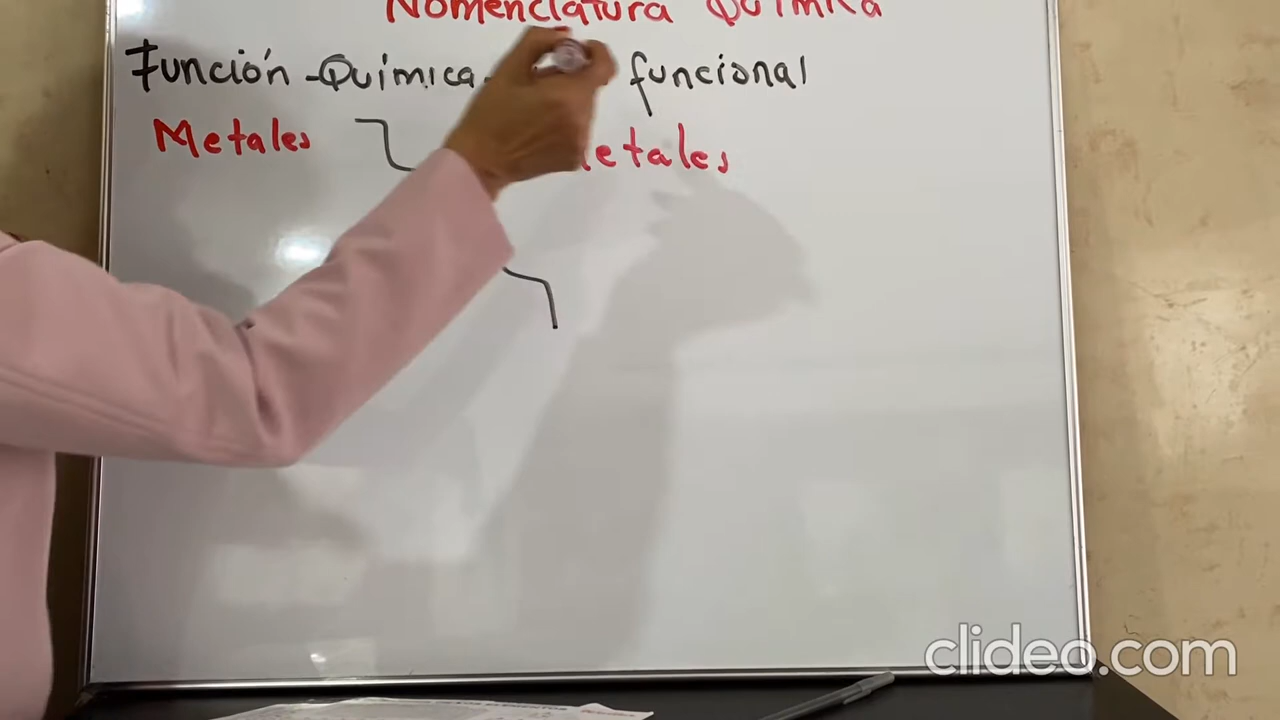 Nomenclatura Química
Función - Química - funcional
Metales etales
clideo.com